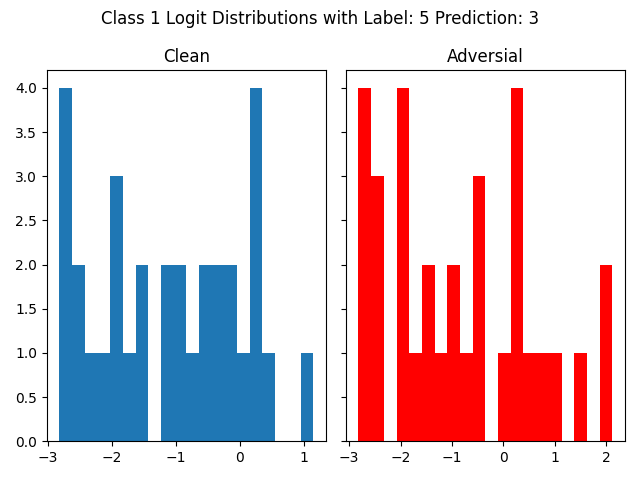 Class 1 Logit Distributions with Label: 5 Prediction: 3
Clean
Adversial
4.0
3.5
3.0
2.5
2.0
1.5
1.0
0.5
0.0
−3 −2 −1 0 1
−3 −2 −1 0 1 2